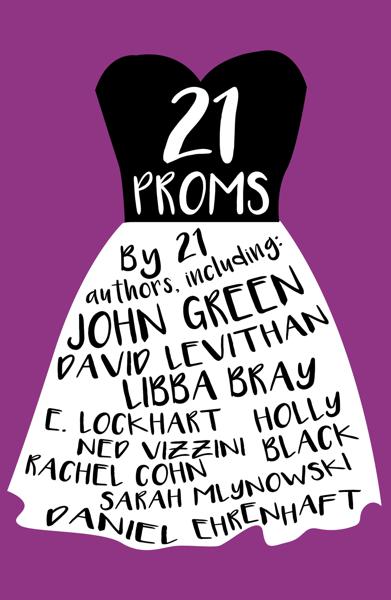 21
PROMS
By 21
authors, including:
JOHN GREEN
DAVID LEVITHAN
LIBBA BRAY
E. LOCKHART HOLLY
NED VIZZINI BLACK
RACHEL COHN
SARAH MLYNOWSKI
DANIEL EHRENHAFT